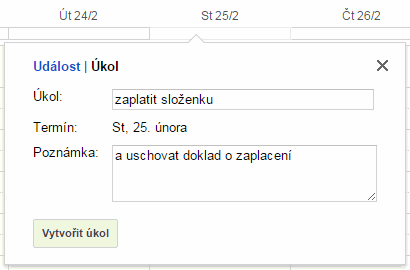 Út 24/2 St 25/2 Čt 26/2
Událost | Úkol
Úkol: zaplatit složenku
Termín: St, 25. února
Poznámka: a uschovat doklad o zaplacení
Vytvořit úkol